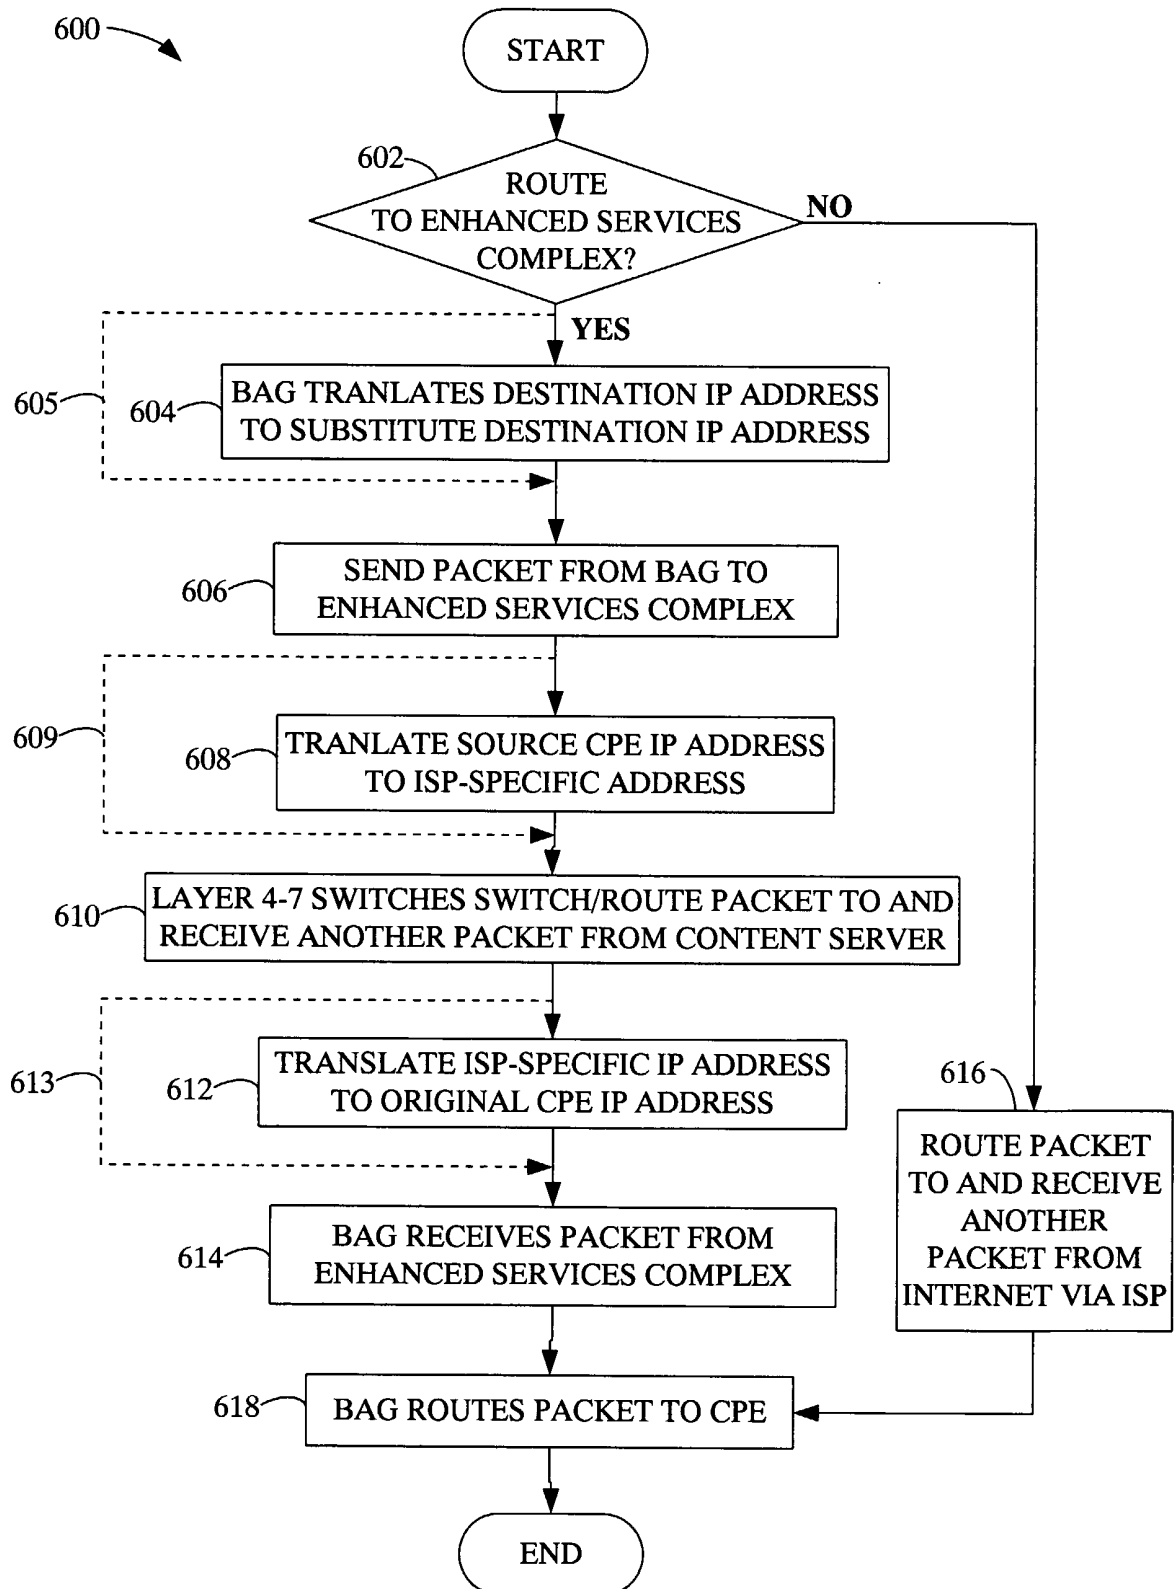 600
START
602
ROUTE
TO ENHANCED SERVICES
COMPLEX?
NO
YES
605
604
BAG TRANLATES DESTINATION IP ADDRESS
TO SUBSTITUTE DESTINATION IP ADDRESS
606
SEND PACKET FROM BAG TO
ENHANCED SERVICES COMPLEX
609
608
TRANLATE SOURCE CPE IP ADDRESS
TO ISP-SPECIFIC ADDRESS
610
LAYER 4-7 SWITCHES SWITCH/ROUTE PACKET TO AND
RECEIVE ANOTHER PACKET FROM CONTENT SERVER
613
612
TRANSLATE ISP-SPECIFIC IP ADDRESS
TO ORIGINAL CPE IP ADDRESS
616
ROUTE PACKET
TO AND RECEIVE
ANOTHER
PACKET FROM
INTERNET VIA ISP
614
BAG RECEIVES PACKET FROM
ENHANCED SERVICES COMPLEX
618
BAG ROUTES PACKET TO CPE
END